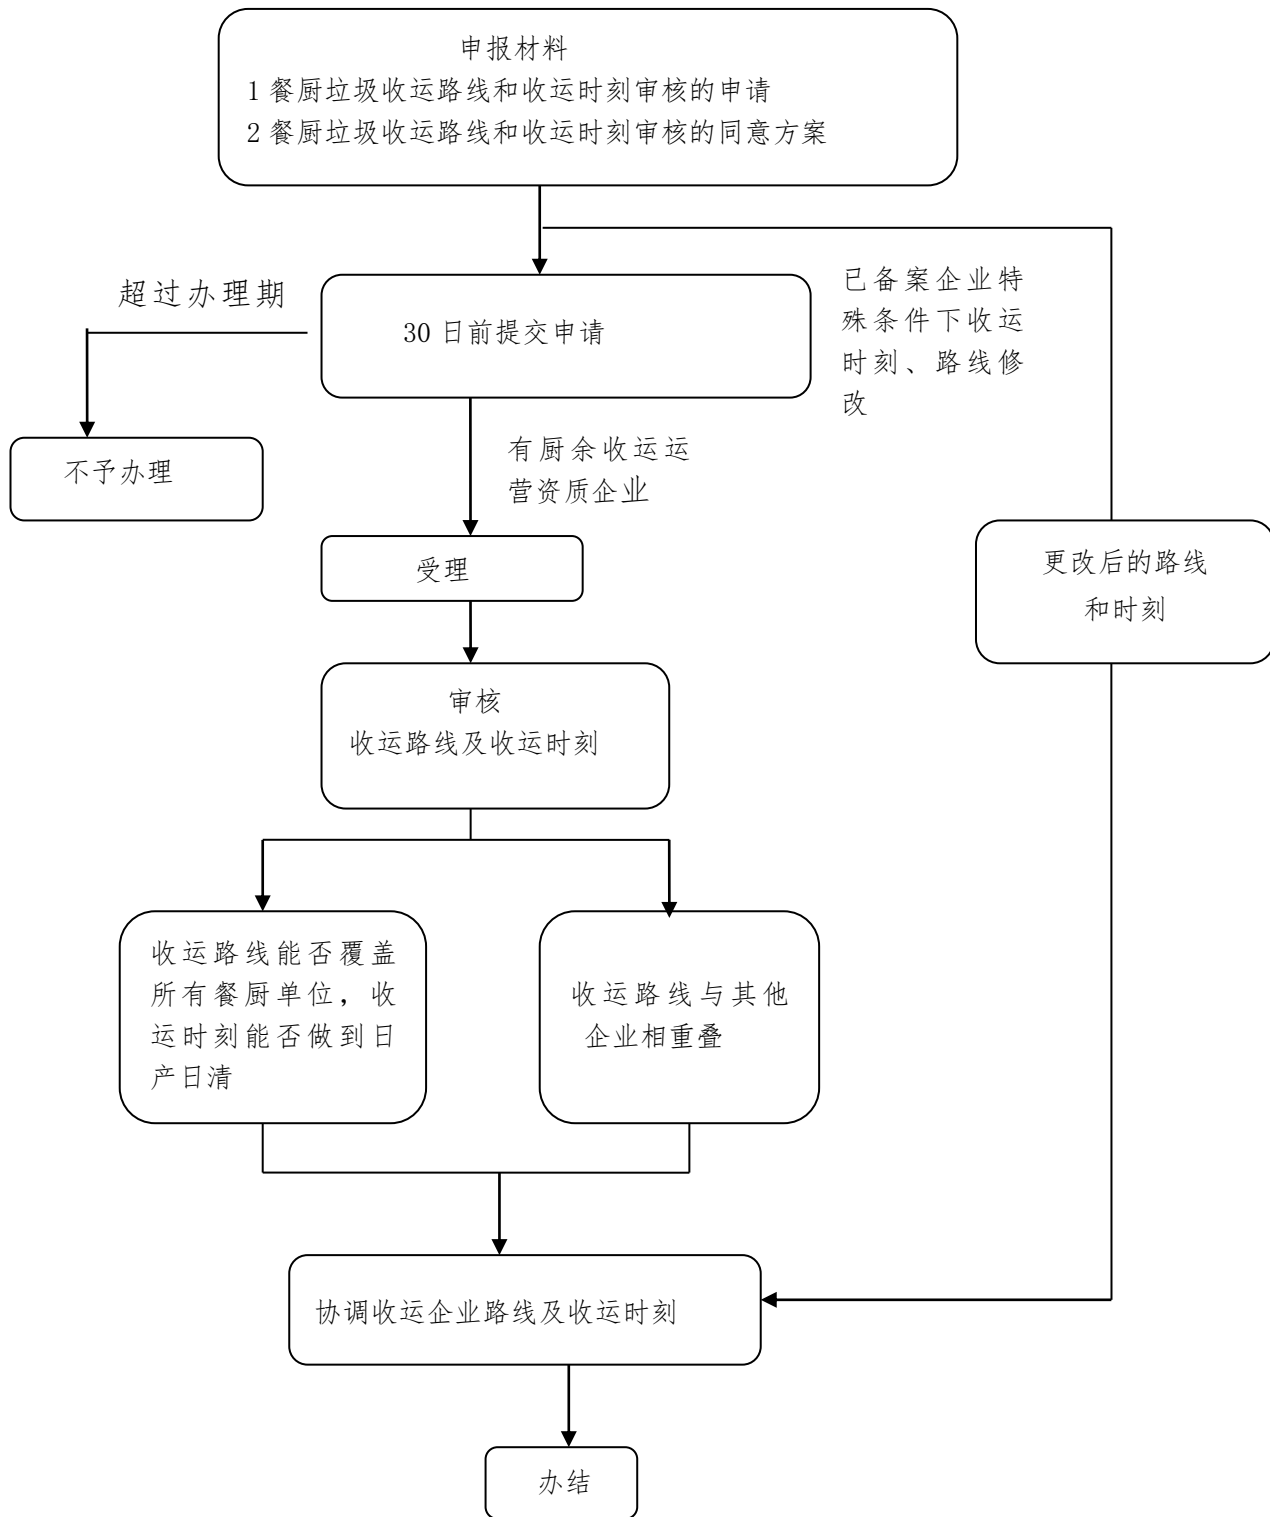 申报材料
1 餐厨垃圾收运路线和收运时刻审核的申请
2 餐厨垃圾收运路线和收运时刻审核的同意方案
超过办理期
30 日前提交申请
已备案企业特
殊条件下收运
时刻、路线修
改
不予办理
有厨余收运运
营资质企业
受理
更改后的路线
和时刻
审核
收运路线及收运时刻
收运路线能否覆盖
所有餐厨单位，收
运时刻能否做到日
产日清
收运路线与其他
企业相重叠
协调收运企业路线及收运时刻
办结